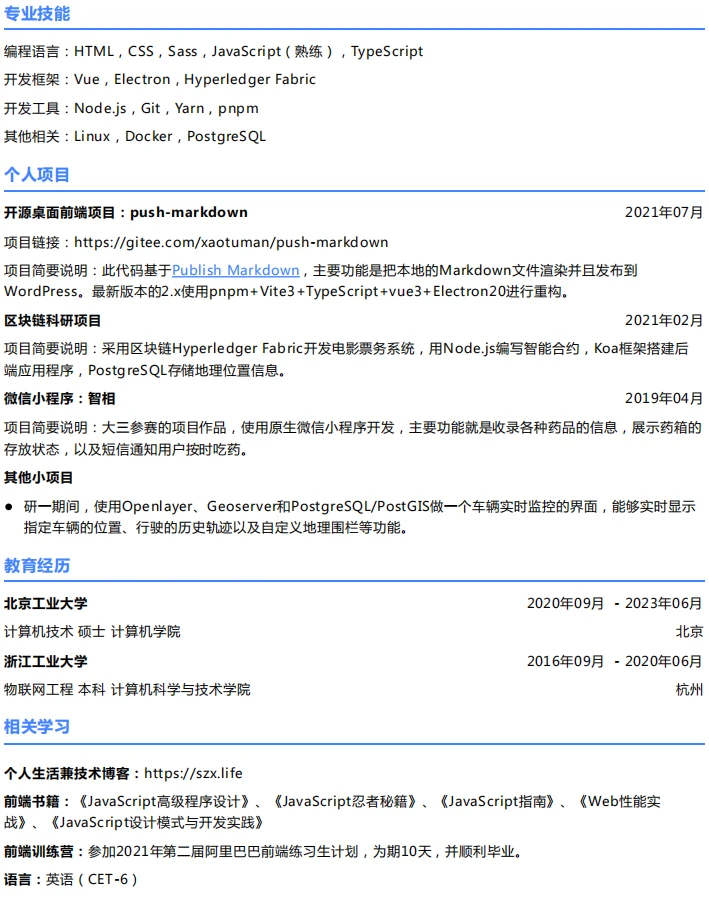 专业技能
编程语言：HTML，CSS，Sass，JavaScript（熟练），TypeScript
开发框架：Vue，Electron，Hyperledger Fabric
开发工具：Node.js，Git，Yarn，pnpm
其他相关：Linux，Docker，PostgreSQL
个人项目
开源桌面前端项目：push-markdown 2021年07月
项目链接：https://gitee.com/xaotuman/push-markdown
项目简要说明：此代码基于Publish Markdown，主要功能是把本地的Markdown文件渲染并且发布到
WordPress。最新版本的2.x使用pnpm+Vite3+TypeScript+vue3+Electron20进行重构。
区块链科研项目 2021年02月
项目简要说明：采用区块链Hyperledger Fabric开发电影票务系统，用Node.js编写智能合约，Koa框架搭建后
端应用程序，PostgreSQL存储地理位置信息。
微信小程序：智相 2019年04月
项目简要说明：大三参赛的项目作品，使用原生微信小程序开发，主要功能就是收录各种药品的信息，展示药箱的
存放状态，以及短信通知用户按时吃药。
其他小项目
● 研一期间，使用Openlayer、Geoserver和PostgreSQL/PostGIS做一个车辆实时监控的界面，能够实时显示
指定车辆的位置、行驶的历史轨迹以及自定义地理围栏等功能。
教育经历
北京工业大学 2020年09月 - 2023年06月
计算机技术 硕士 计算机学院 北京
浙江工业大学 2016年09月 - 2020年06月
物联网工程 本科 计算机科学与技术学院 杭州
相关学习
个人生活兼技术博客：https://szx.life
前端书籍：《JavaScript高级程序设计》、《JavaScript忍者秘籍》、《JavaScript指南》、《Web性能实
战》、《JavaScript设计模式与开发实践》
前端训练营：参加2021年第二届阿里巴巴前端练习生计划，为期10天，并顺利毕业。
语言：英语（CET-6）